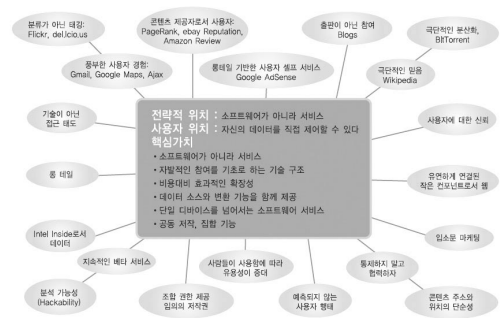 분류가 아닌 태깅:
Flickr, del.icio.us
콘텐츠 제공자로서 사용자:
PageRank, ebay Reputation,
Amazon Review
출판이 아닌 참여
Blogs
극단적인 분산화,
BItTorrent
풍부한 사용자 경험:
Gmail, Google Maps, Ajax
롱테일 기반한 사용자 셀프 서비스
Google AdSense
극단적인 믿음
Wikipedia
기술이 아닌
접근 태도
사용자에 대한 신뢰
전략적 위치 : 소프트웨어가 아니라 서비스
사용자 위치 : 자신의 데이터를 직접 제어할 수 있다
핵심가치
• 소프트웨어가 아니라 서비스
• 자발적인 참여를 기초로 하는 기술 구조
• 비용대비 효과적인 확장성
• 데이터 소스와 변환 기능을 함께 제공
• 단일 디바이스를 넘어서는 소프트웨어 서비스
• 공동 저작, 집합 기능
롱 테일
유연하게 연결된
작은 컨포넌트로서 웹
Intel Inside로서
데이터
입소문 마케팅
지속적인 베타 서비스
사람들이 사용함에 따라
유용성이 증대
통제하지 말고
협력하자
분석 가능성
(Hackability)
조합 권한 제공
임의의 저작권
예측되지 않는
사용자 행태
콘텐츠 주소와
위치의 단순성